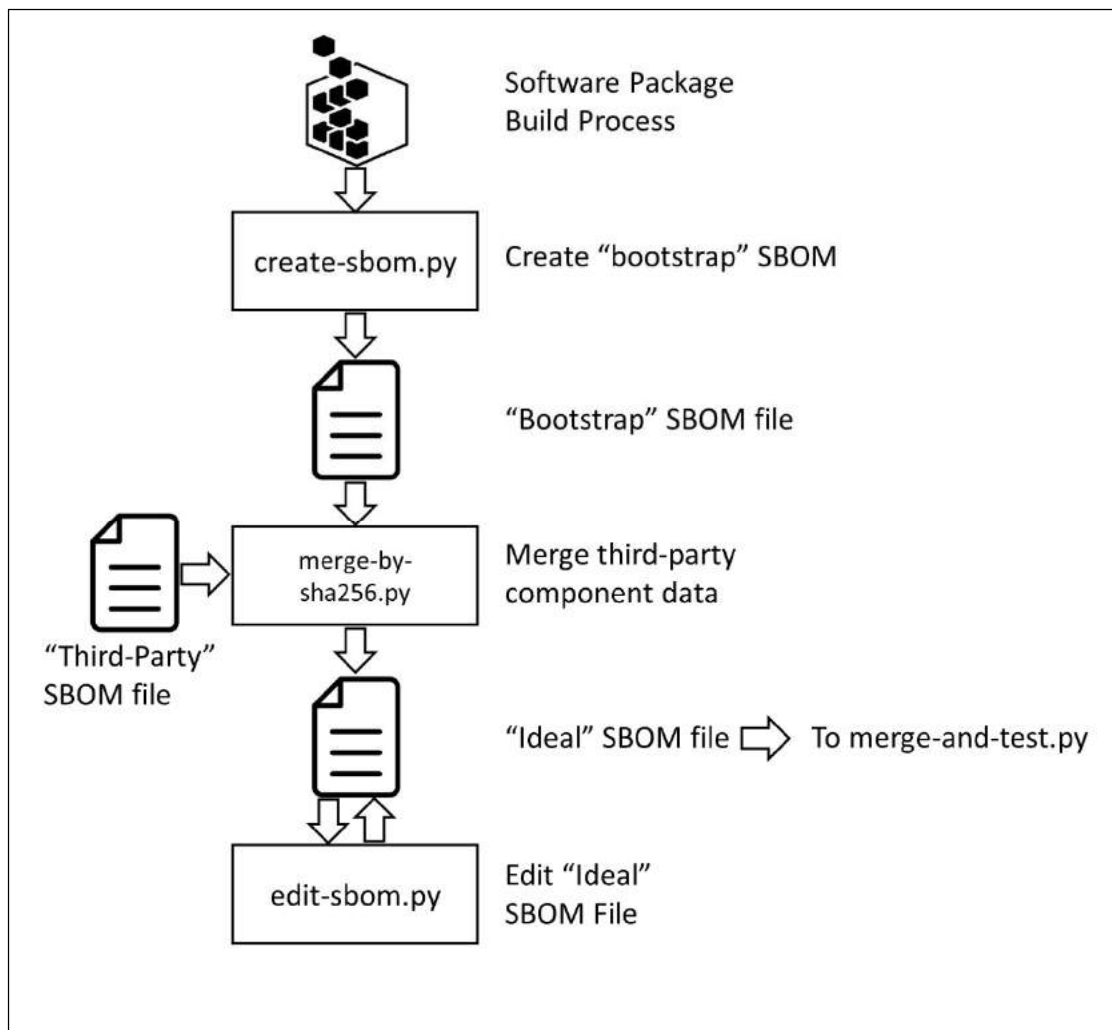 Software Package
Build Process
create-sbom.py
Create “bootstrap” SBOM
“Bootstrap” SBOM file
merge-by-
sha256.py
Merge third-party
component data
“Third-Party”
SBOM file
“Ideal” SBOM file
To merge-and-test.py
edit-sbom.py
Edit “Ideal”
SBOM File